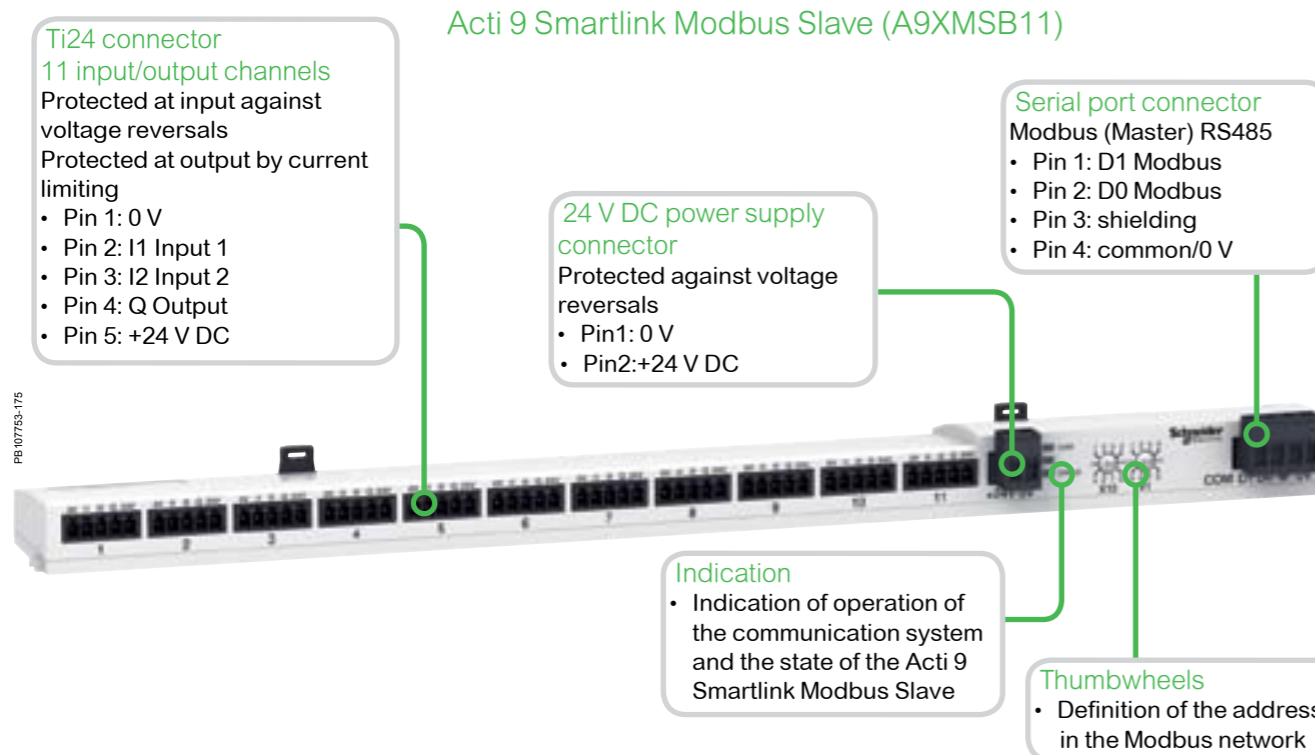 Acti 9 Smartlink Modbus Slave (A9XMSB11)
Ti24 connector
11 input/output channels
Protected at input against
voltage reversals
Protected at output by current
limiting
• Pin 1: 0 V
• Pin 2: I1 Input 1
• Pin 3: I2 Input 2
• Pin 4: Q Output
• Pin 5: +24 V DC
24 V DC power supply
connector
Protected against voltage
reversals
• Pin1: 0 V
• Pin2:+24 V DC
Serial port connector
Modbus (Master) RS485
• Pin 1: D1 Modbus
• Pin 2: D0 Modbus
• Pin 3: shielding
• Pin 4: common/0 V
PB107753-175
Schneider
COM
1 2 3 4 5 6 7 8 9 10 11
Indication
• Indication of operation of
the communication system
and the state of the Acti 9
Smartlink Modbus Slave
Thumbwheels
• Definition of the address
in the Modbus network